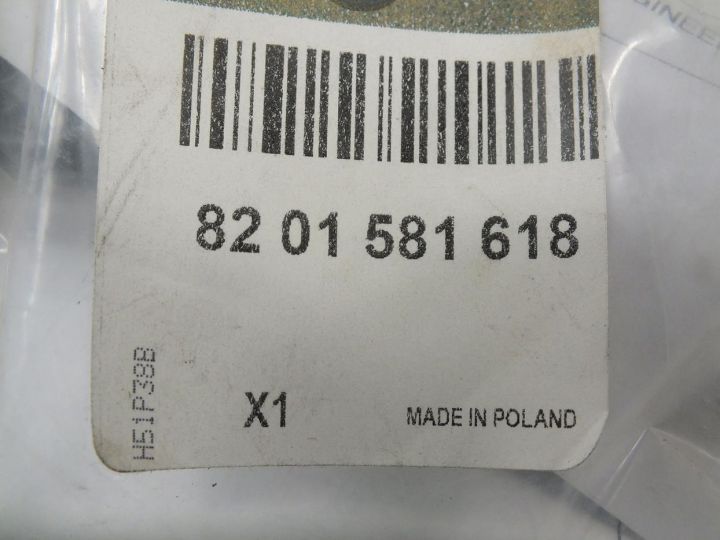 82 01 581 618
H51P38B
X1
MADE IN POLAND